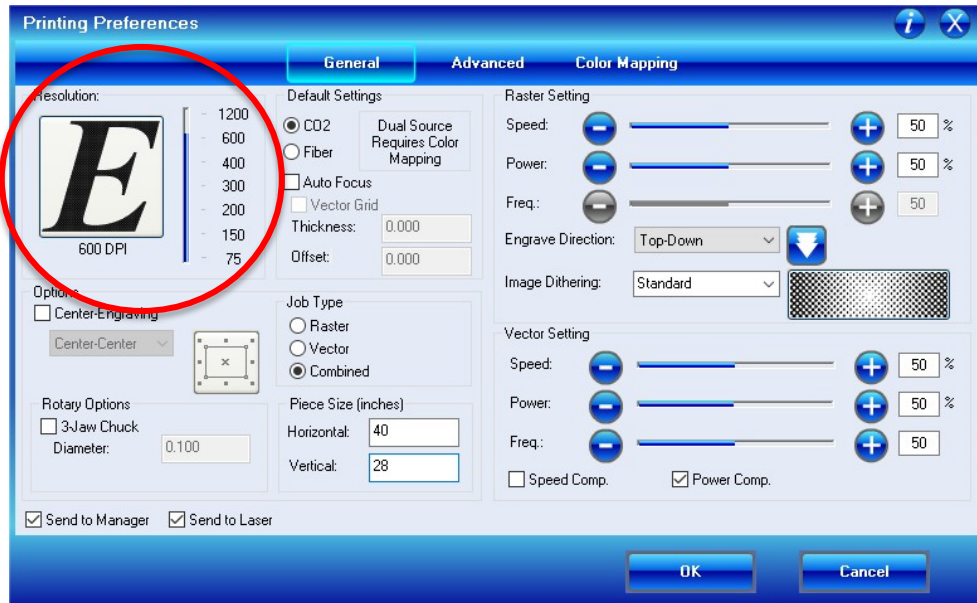 Printing Preferences
i X
General Advanced Color Mapping
Resolution:
E
600 DPI
1200
600
400
300
200
150
75
Default Settings
CO2
Fiber
Dual Source
Requires Color
Mapping
Auto Focus
Vector Grid
Thickness: 0.000
Offset: 0.000
Raster Setting
Speed: 50 %
Power: 50 %
Freq.: 50
Engrave Direction: Top-Down
Image Dithering: Standard
Options
Center-Engraving
Center-Center
x
Job Type
Raster
Vector
Combined
Vector Setting
Speed: 50 %
Power: 50 %
Freq.: 50
Speed Comp. Power Comp.
Rotary Options
3-Jaw Chuck
Diameter: 0.100
Piece Size (inches)
Horizontal: 40
Vertical: 28
Send to Manager Send to Laser
OK Cancel